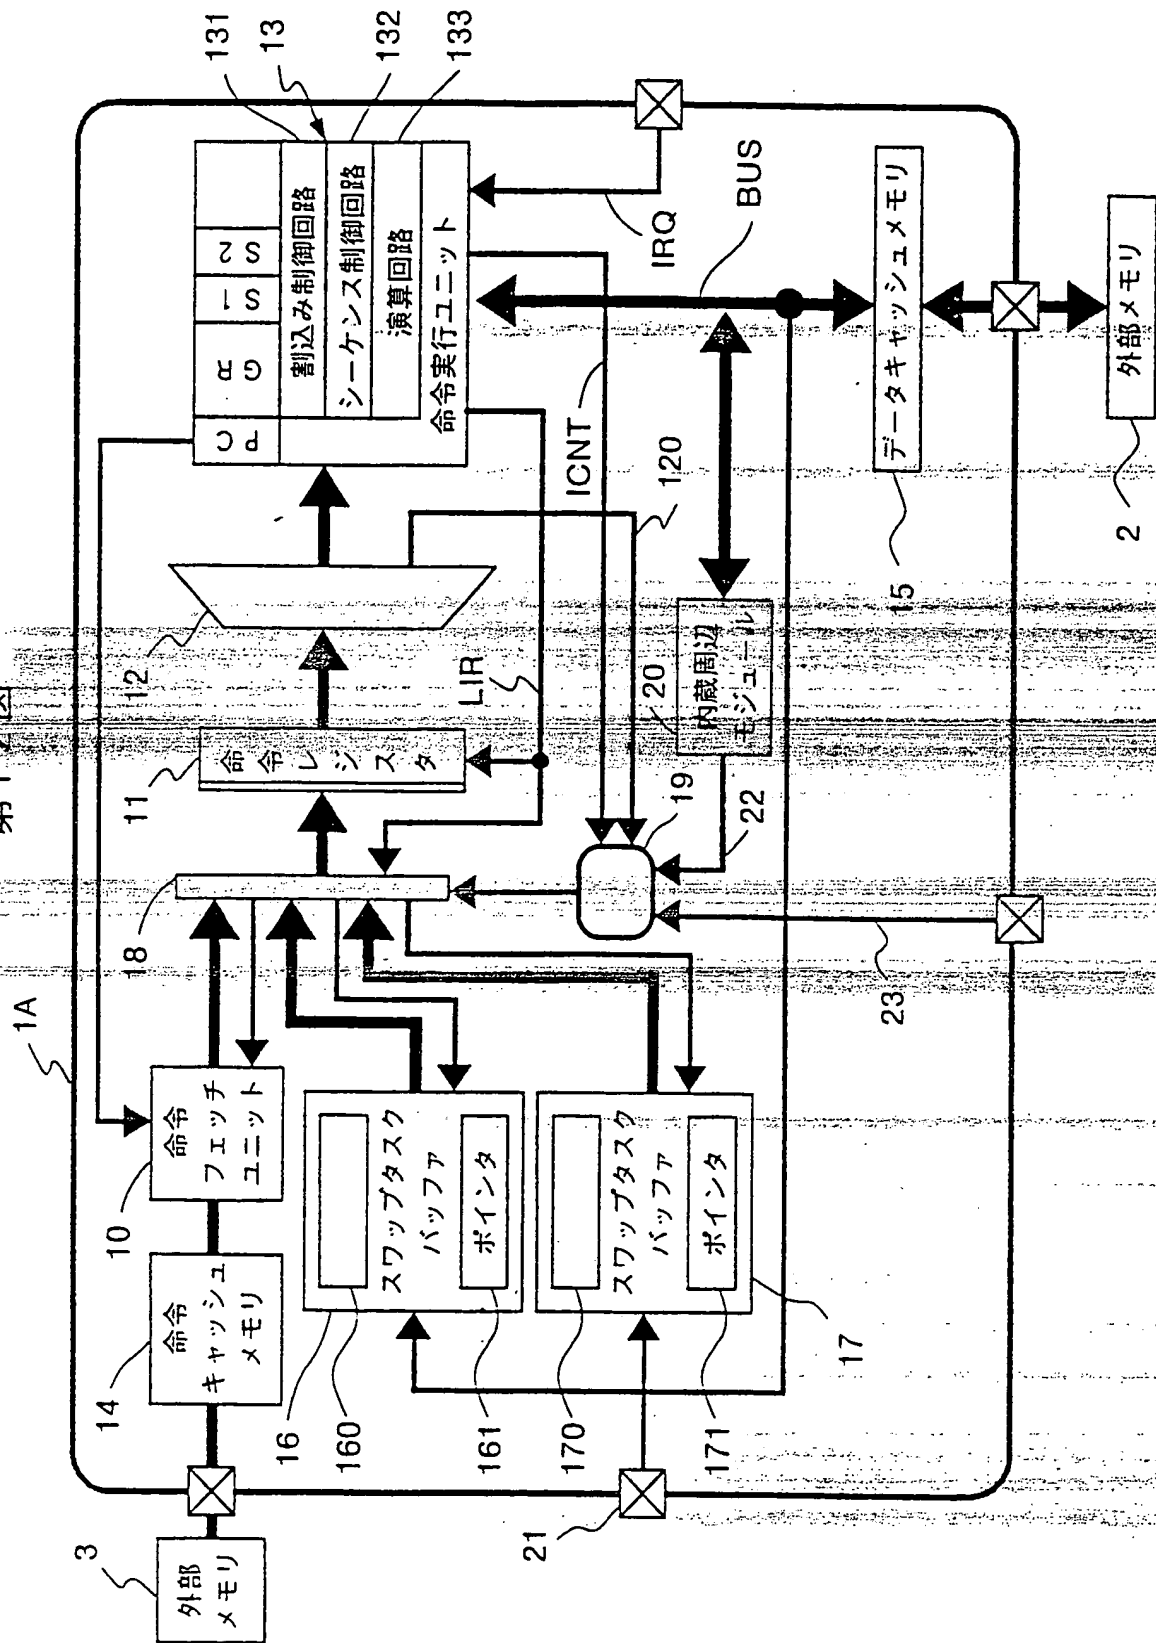 第12図
1A
3
外部
メモリ
14
命令
キャッシュ
メモリ
10
命令
フェッチ
ユニット
18
11
命令レジスタ
12
131
13
132
133
PC
GR
S1
S2
割込み制御回路
シーケンス制御回路
演算回路
命令実行ユニット
LIR
ICNT
120
IRQ
BUS
16
160
161
スワップタスク
バッファ
ポインタ
170
171
17
スワップタスク
バッファ
ポインタ
21
19
22
23
20
内蔵周辺
モジュール
15
データキャッシュメモリ
2
外部メモリ